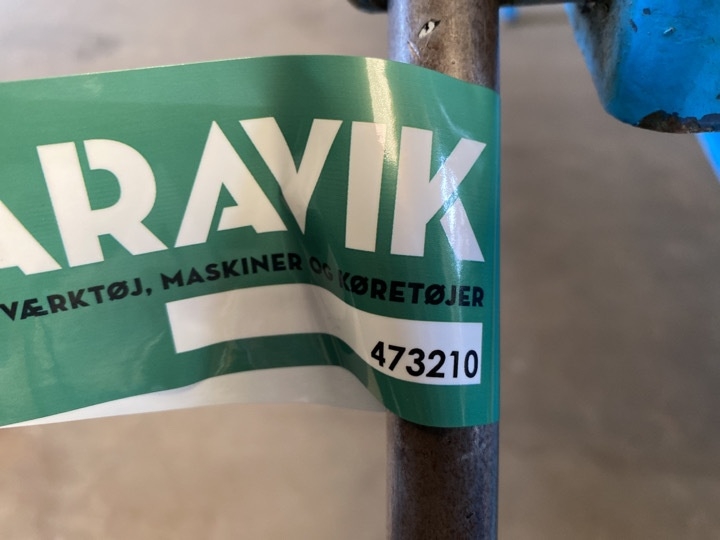 ARAVIK
VÆRKTØJ, MASKINER OG KØRETØJER
473210